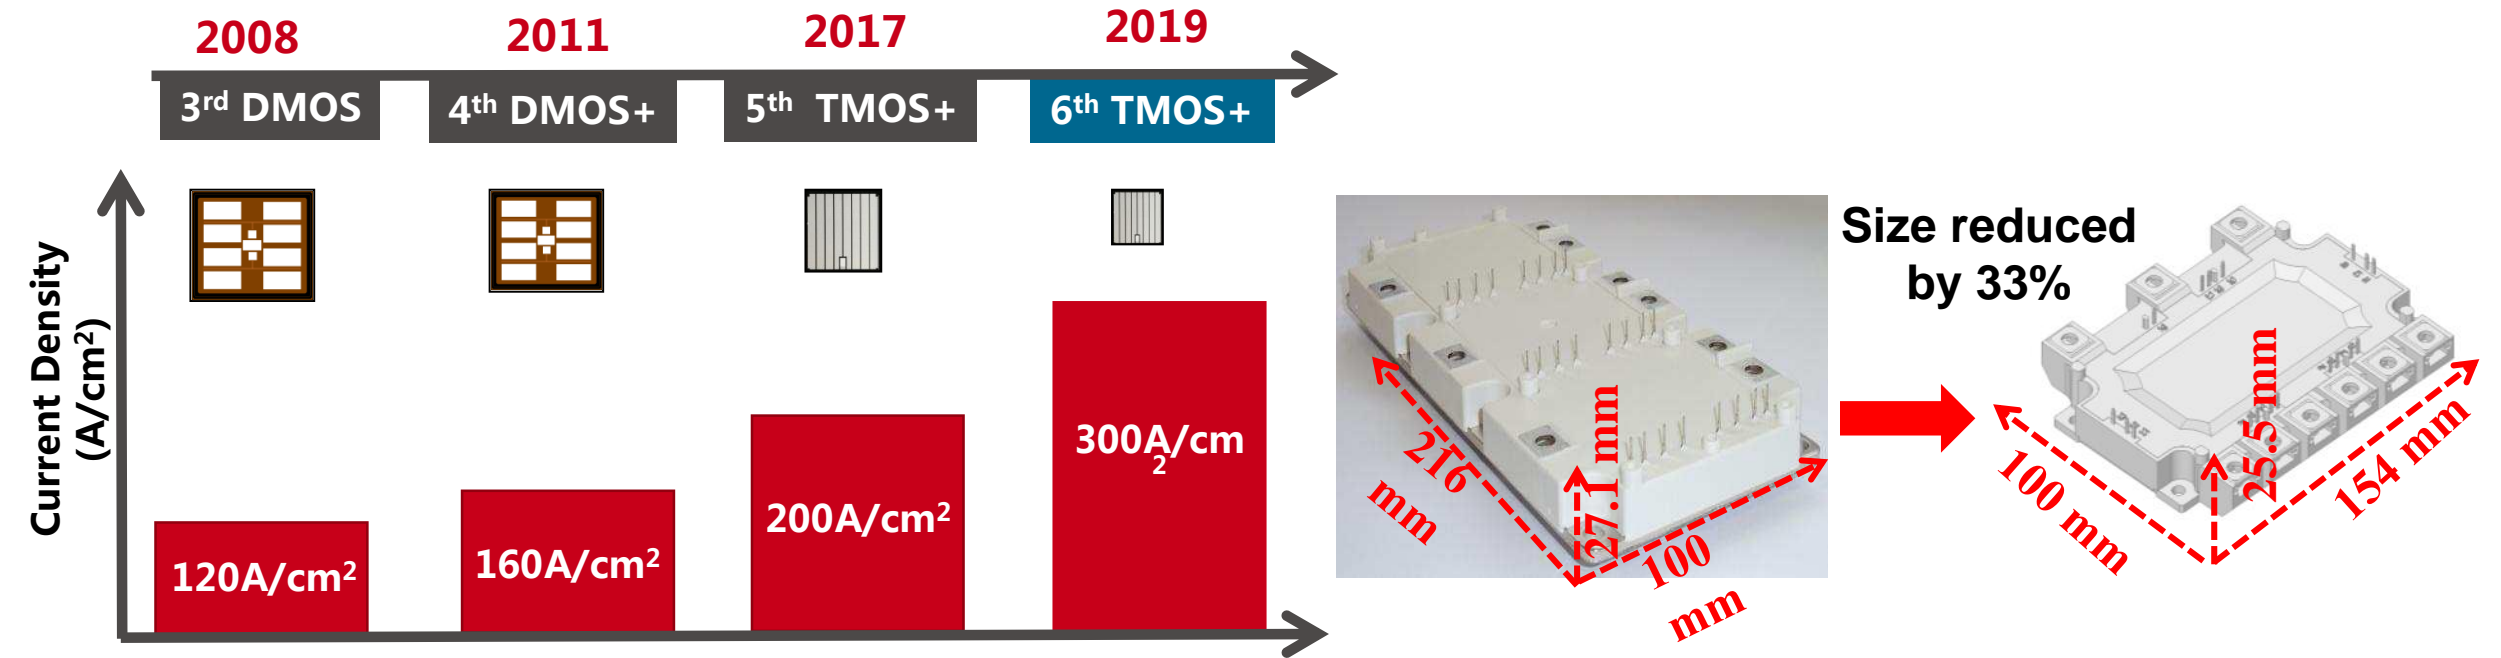 2008
2011
2017
2019
3rd DMOS
4th DMOS+
5th TMOS+
6th TMOS+
Current Density
(A/cm2)
120A/cm2
160A/cm2
200A/cm2
300A/cm
2
216
mm
27.1 mm
100
mm
Size reduced
by 33%
100 mm
25.5mm
154 mm